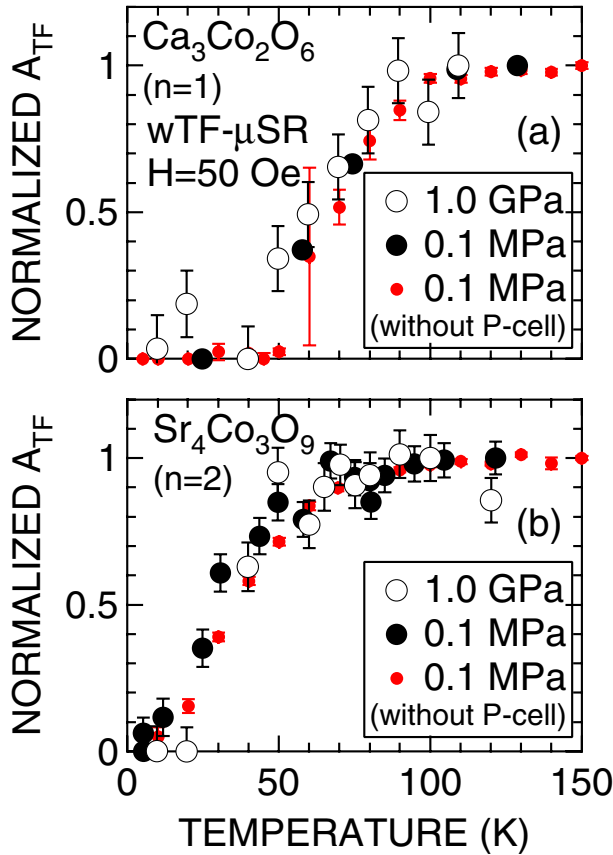 NORMALIZED A_TF
1
0.5
0
Ca₃Co₂O₆
(n=1)
wTF-μSR
H=50 Oe
(a)
1.0 GPa
0.1 MPa
0.1 MPa
(without P-cell)
NORMALIZED A_TF
1
0.5
0
Sr₄Co₃O₉
(n=2)
(b)
1.0 GPa
0.1 MPa
0.1 MPa
(without P-cell)
0 50 100 150
TEMPERATURE (K)